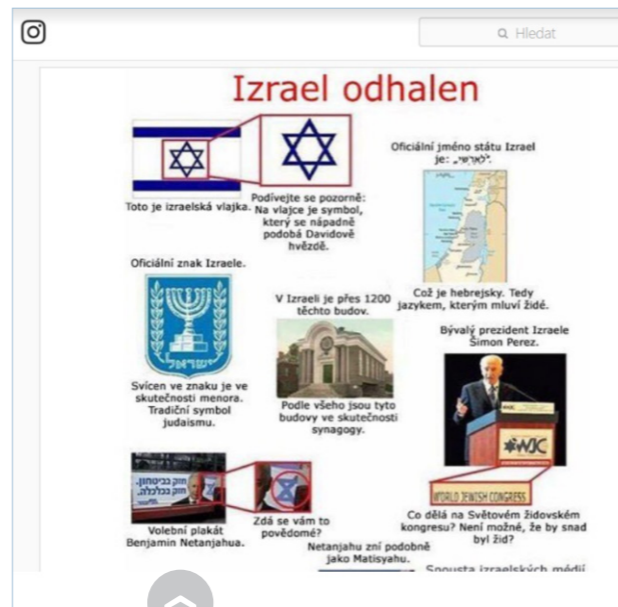 Hledat
Izrael odhalen
Toto je izraelská vlajka.
Podívejte se pozorně:
Na vlajce je symbol,
který se nápadně
podobá Davidově
hvězdě.
Oficiální jméno státu Izrael
je: „
Což je hebrejsky. Tedy
jazykem, kterým mluví židé.
Oficiální znak Izraele.
ישראל
Svícen ve znaku je ve
skutečnosti menora.
Tradiční symbol
judaismu.
V Izraeli je přes 1200
těchto budov.
Podle všeho jsou tyto
budovy ve skutečnosti
synagogy.
Bývalý prezident Izraele
Šimon Perez.
WJC
WORLD JEWISH CONGRESS
Co dělá na Světovém židovském
kongresu? Není možné, že by snad
byl žid?
חזק בביטחון.
חזק בכלכלה.
Volební plakát
Benjamin Netanjahua.
Zdá se vám to
povědomé?
Netanjahu zní podobně
jako Matisyahu.
Spousta izraelských médií